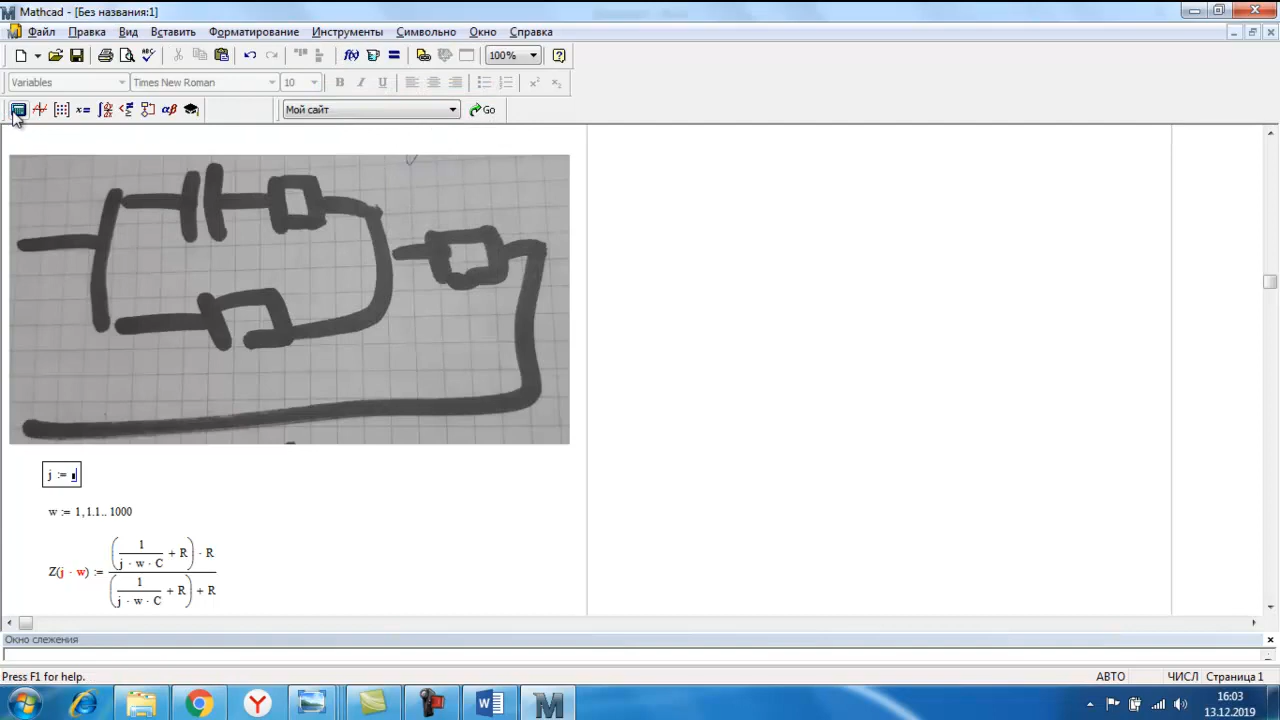 Mathcad - [Без названия:1]
Файл Правка Вид Вставить Форматирование Инструменты Символьно Окно Справка
100%
Variables Times New Roman 10 B I U
x= αβ Мой сайт Go
j :=
w := 1, 1.1 .. 1000
Z(j · w) := ((1/(j · w · C) + R) · R)/((1/(j · w · C) + R) + R)
Окно слежения
Press F1 for help. АВТО ЧИСЛ Страница 1
16:03
13.12.2019